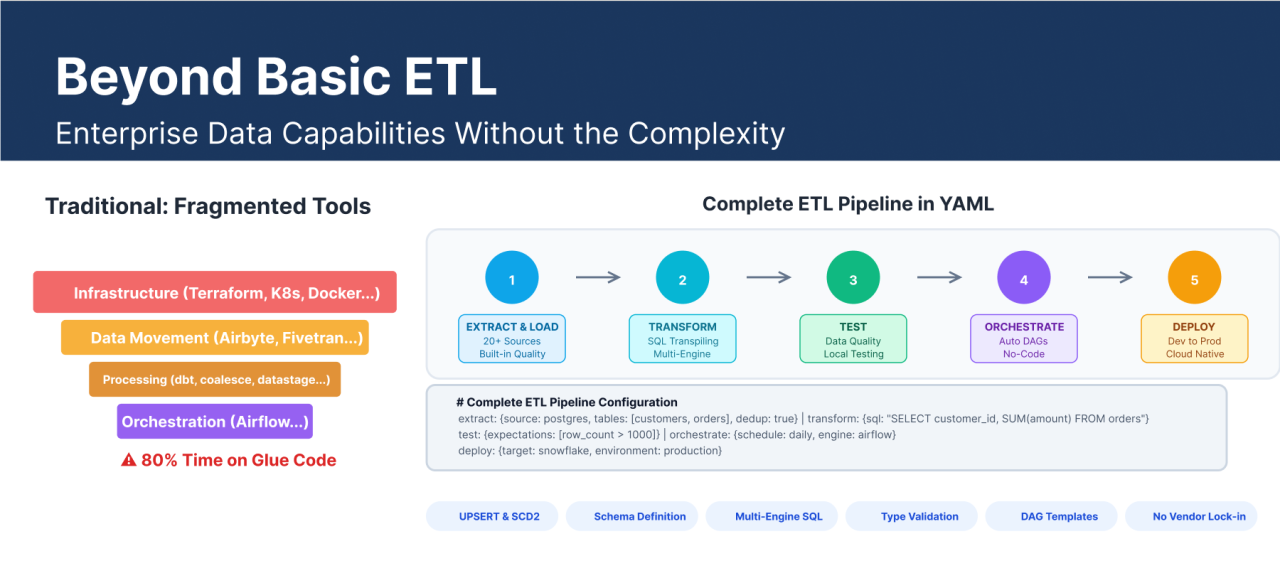 Beyond Basic ETL
Enterprise Data Capabilities Without the Complexity
Traditional: Fragmented Tools
Infrastructure (Terraform, K8s, Docker...)
Data Movement (Airbyte, Fivetran...)
Processing (dbt, coalesce, datastage...)
Orchestration (Airflow...)
⚠ 80% Time on Glue Code
Complete ETL Pipeline in YAML
1
EXTRACT & LOAD
20+ Sources
Built-in Quality
2
TRANSFORM
SQL Transpiling
Multi-Engine
3
TEST
Data Quality
Local Testing
4
ORCHESTRATE
Auto DAGs
No-Code
5
DEPLOY
Dev to Prod
Cloud Native
# Complete ETL Pipeline Configuration
extract: {source: postgres, tables: [customers, orders], dedup: true} | transform: {sql: "SELECT customer_id, SUM(amount) FROM orders"}
test: {expectations: [row_count > 1000]} | orchestrate: {schedule: daily, engine: airflow}
deploy: {target: snowflake, environment: production}
UPSERT & SCD2
Schema Definition
Multi-Engine SQL
Type Validation
DAG Templates
No Vendor Lock-in